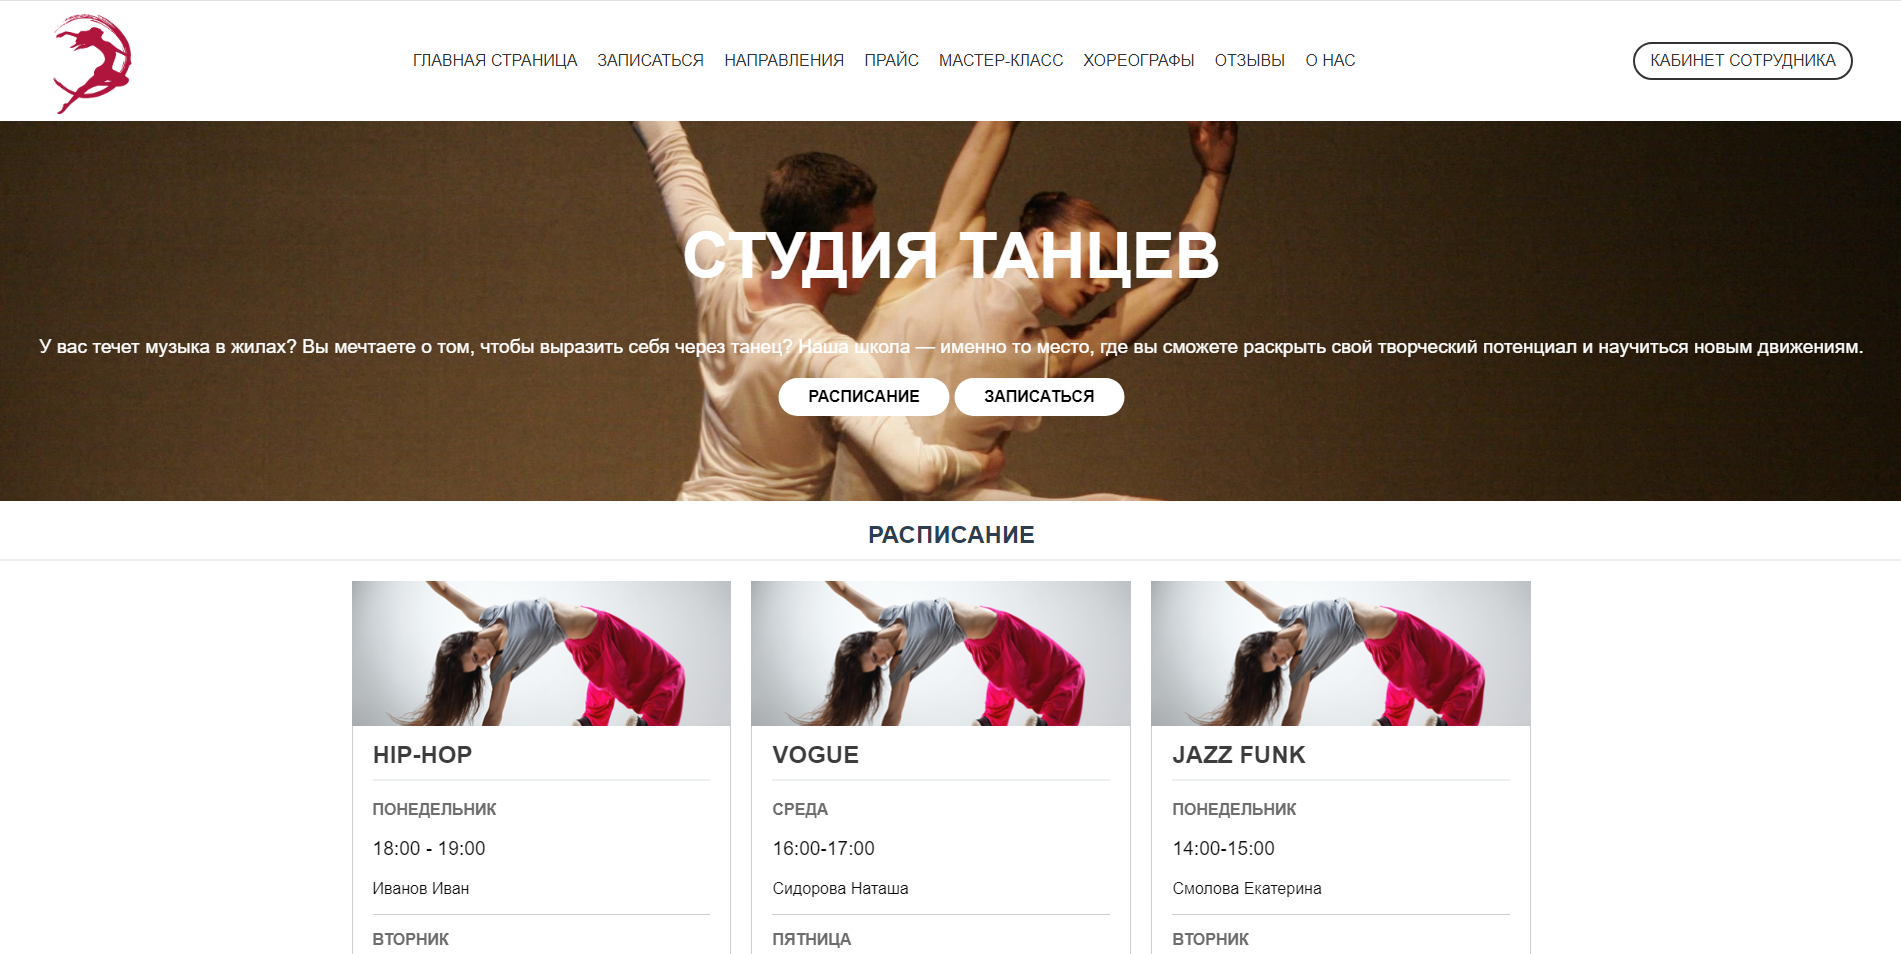 ГЛАВНАЯ СТРАНИЦА ЗАПИСАТЬСЯ НАПРАВЛЕНИЯ ПРАЙС МАСТЕР-КЛАСС ХОРЕОГРАФЫ ОТЗЫВЫ О НАС КАБИНЕТ СОТРУДНИКА
СТУДИЯ ТАНЦЕВ
У вас течет музыка в жилах? Вы мечтаете о том, чтобы выразить себя через танец? Наша школа — именно то место, где вы сможете раскрыть свой творческий потенциал и научиться новым движениям.
РАСПИСАНИЕ ЗАПИСАТЬСЯ
РАСПИСАНИЕ
HIP-HOP
ПОНЕДЕЛЬНИК
18:00 - 19:00
Иванов Иван
ВТОРНИК
VOGUE
СРЕДА
16:00-17:00
Сидорова Наташа
ПЯТНИЦА
JAZZ FUNK
ПОНЕДЕЛЬНИК
14:00-15:00
Смолова Екатерина
ВТОРНИК